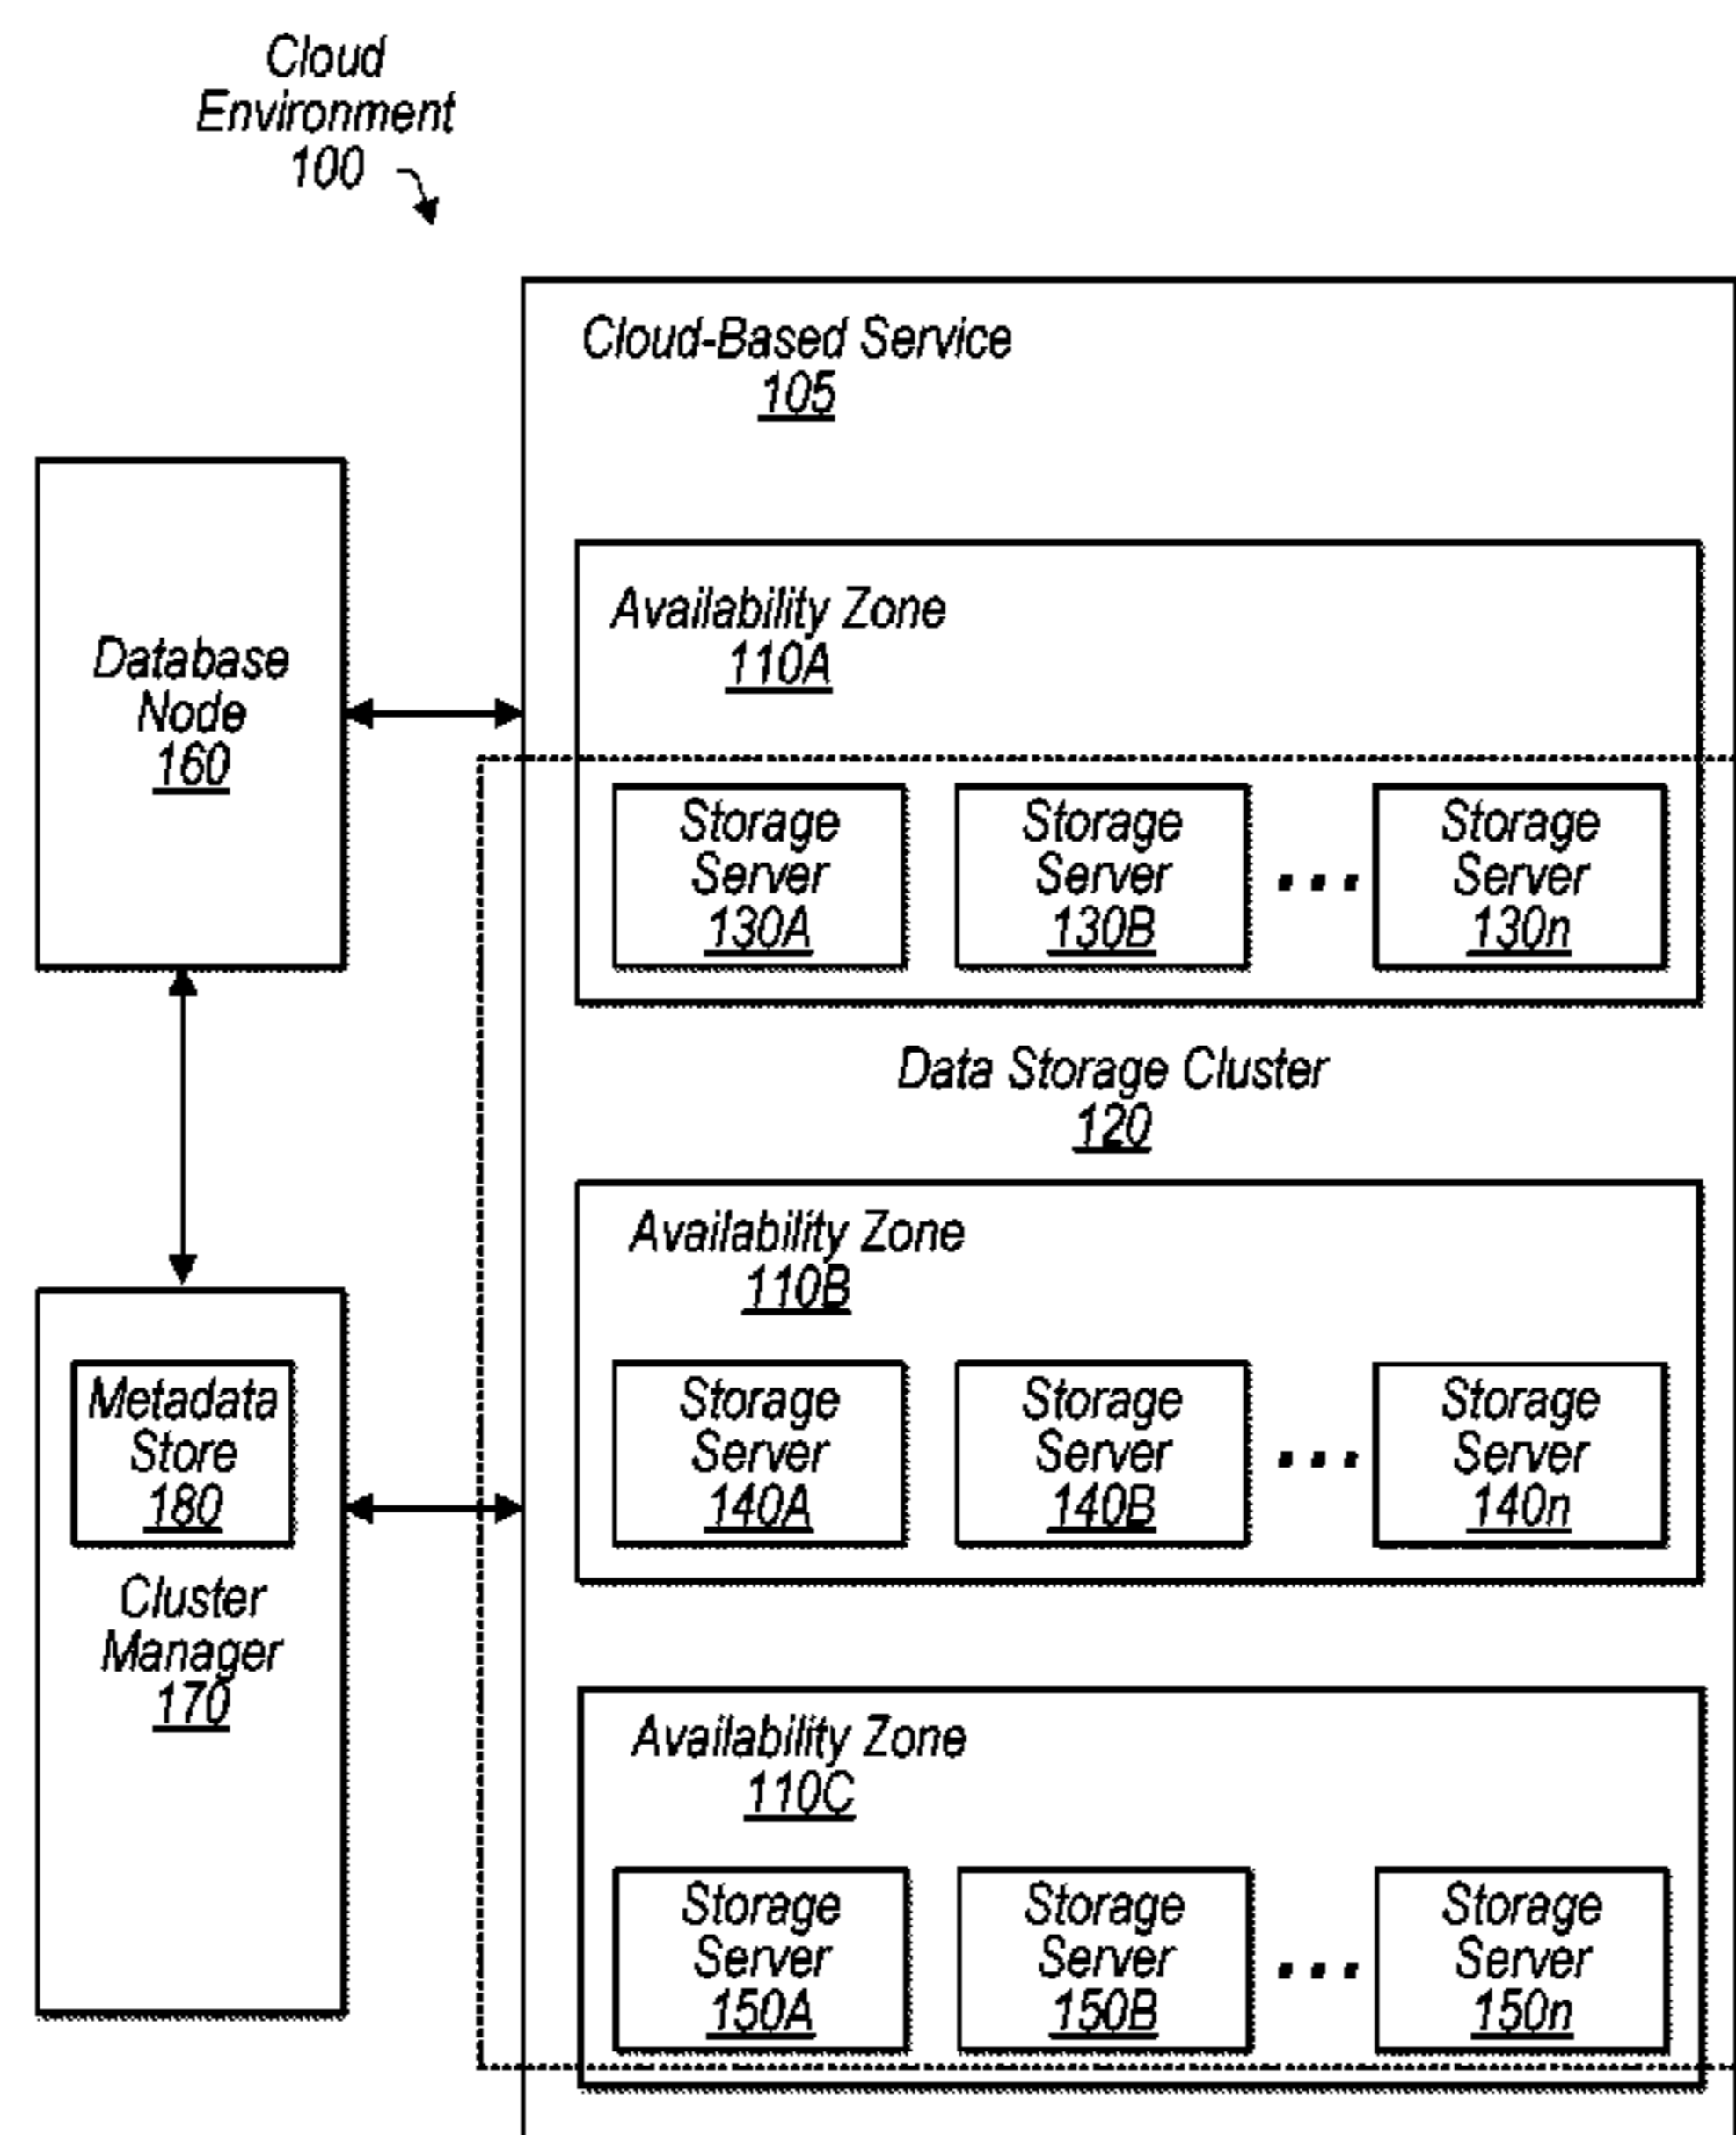 Cloud
Environment
100
Cloud-Based Service
105
Database
Node
160
Availability Zone
110A
Storage
Server
130A
Storage
Server
130B
...
Storage
Server
130n
Data Storage Cluster
120
Availability Zone
110B
Storage
Server
140A
Storage
Server
140B
...
Storage
Server
140n
Metadata
Store
180
Cluster
Manager
170
Availability Zone
110C
Storage
Server
150A
Storage
Server
150B
...
Storage
Server
150n